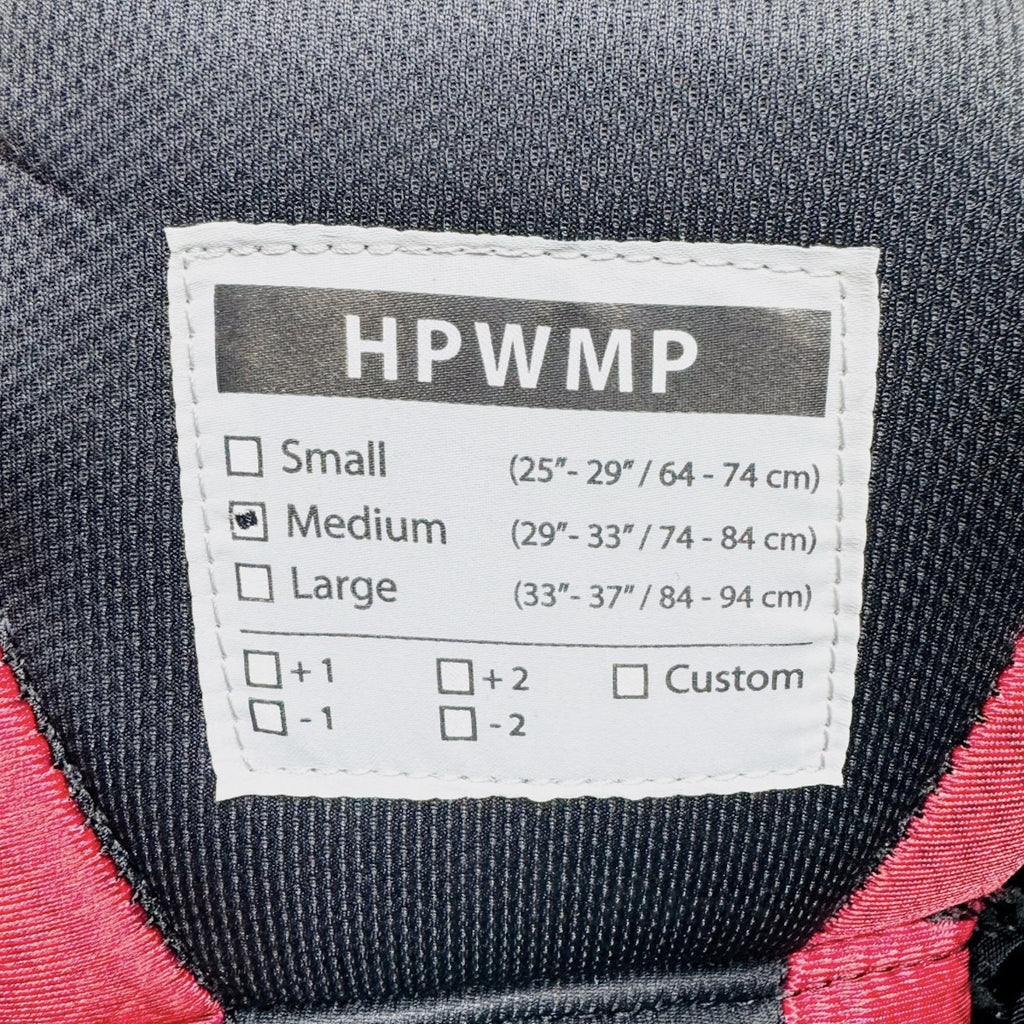 HPWMP
Small (25"- 29" / 64 - 74 cm)
Medium (29"- 33" / 74 - 84 cm)
Large (33"- 37" / 84 - 94 cm)
+ 1 + 2 Custom
- 1 - 2